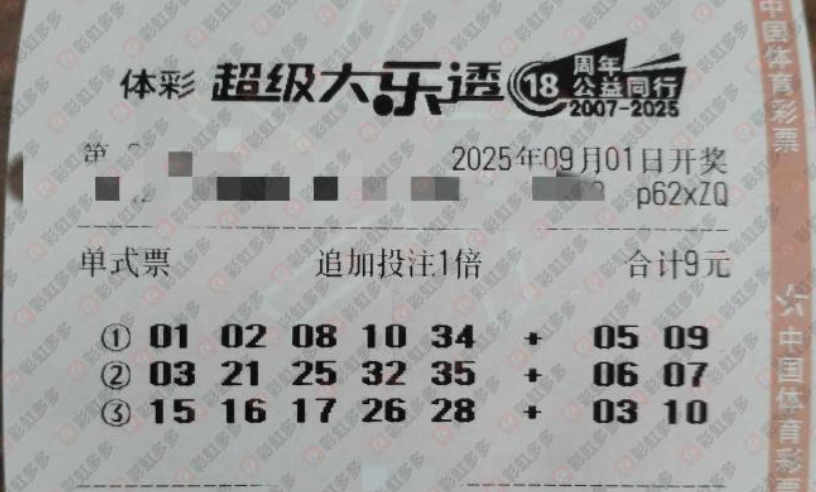 体彩 超级大乐透 18 周年 公益同行 2007-2025
第
2025年09月01日开奖
p62xZQ
单式票 追加投注1倍 合计9元
① 01 02 08 10 34 + 05 09
② 03 21 25 32 35 + 06 07
③ 15 16 17 26 28 + 03 10
中国体育彩票
中国体育彩票
彩虹多多